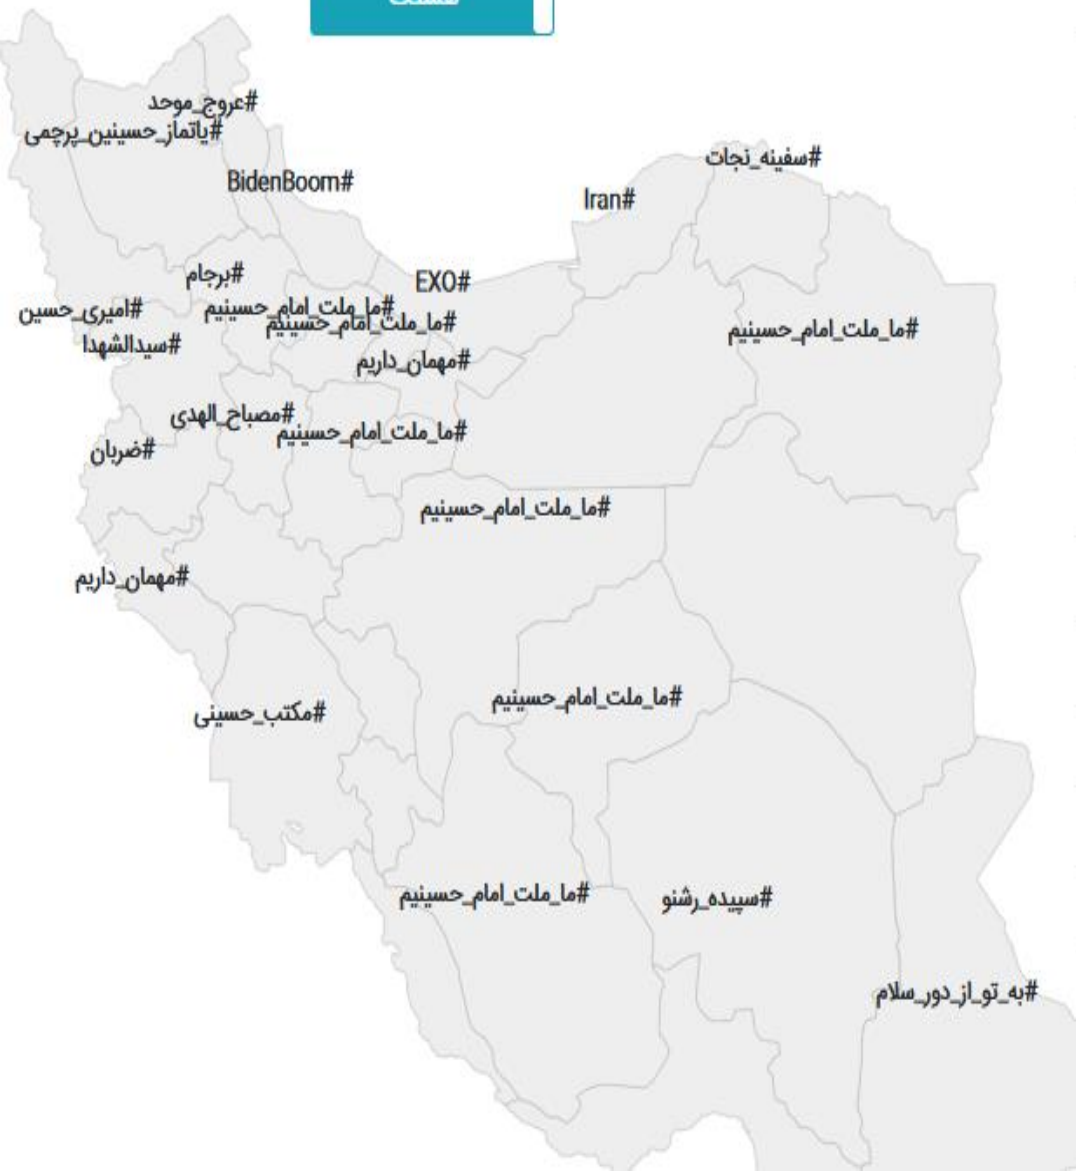 #عروج_موحد
#یاتماز_حسینین_پرچمی
#سفینه_نجات
BidenBoom#
Iran#
#برجام
EXO#
#امیری_حسین
#ما_ملت_امام_حسینیم
#ما_ملت_امام_حسینیم
#ما_ملت_امام_حسینیم
#سیدالشهدا
#مهمان_داریم
#مصباح_الهدی
#ما_ملت_امام_حسینیم
#ضربان
#ما_ملت_امام_حسینیم
#مهمان_داریم
#ما_ملت_امام_حسینیم
#مکتب_حسینی
#ما_ملت_امام_حسینیم
#سپیده_رشنو
#به_تو_از_دور_سلام